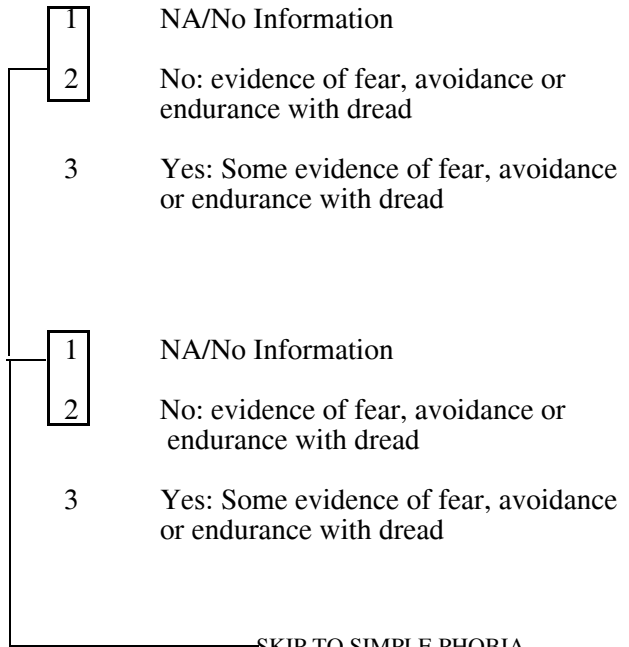 1 NA/No Information
2 No: evidence of fear, avoidance or
endurance with dread
3 Yes: Some evidence of fear, avoidance
or endurance with dread
1 NA/No Information
2 No: evidence of fear, avoidance or
endurance with dread
3 Yes: Some evidence of fear, avoidance
or endurance with dread
SKIP TO SIMPLE PHOBIA